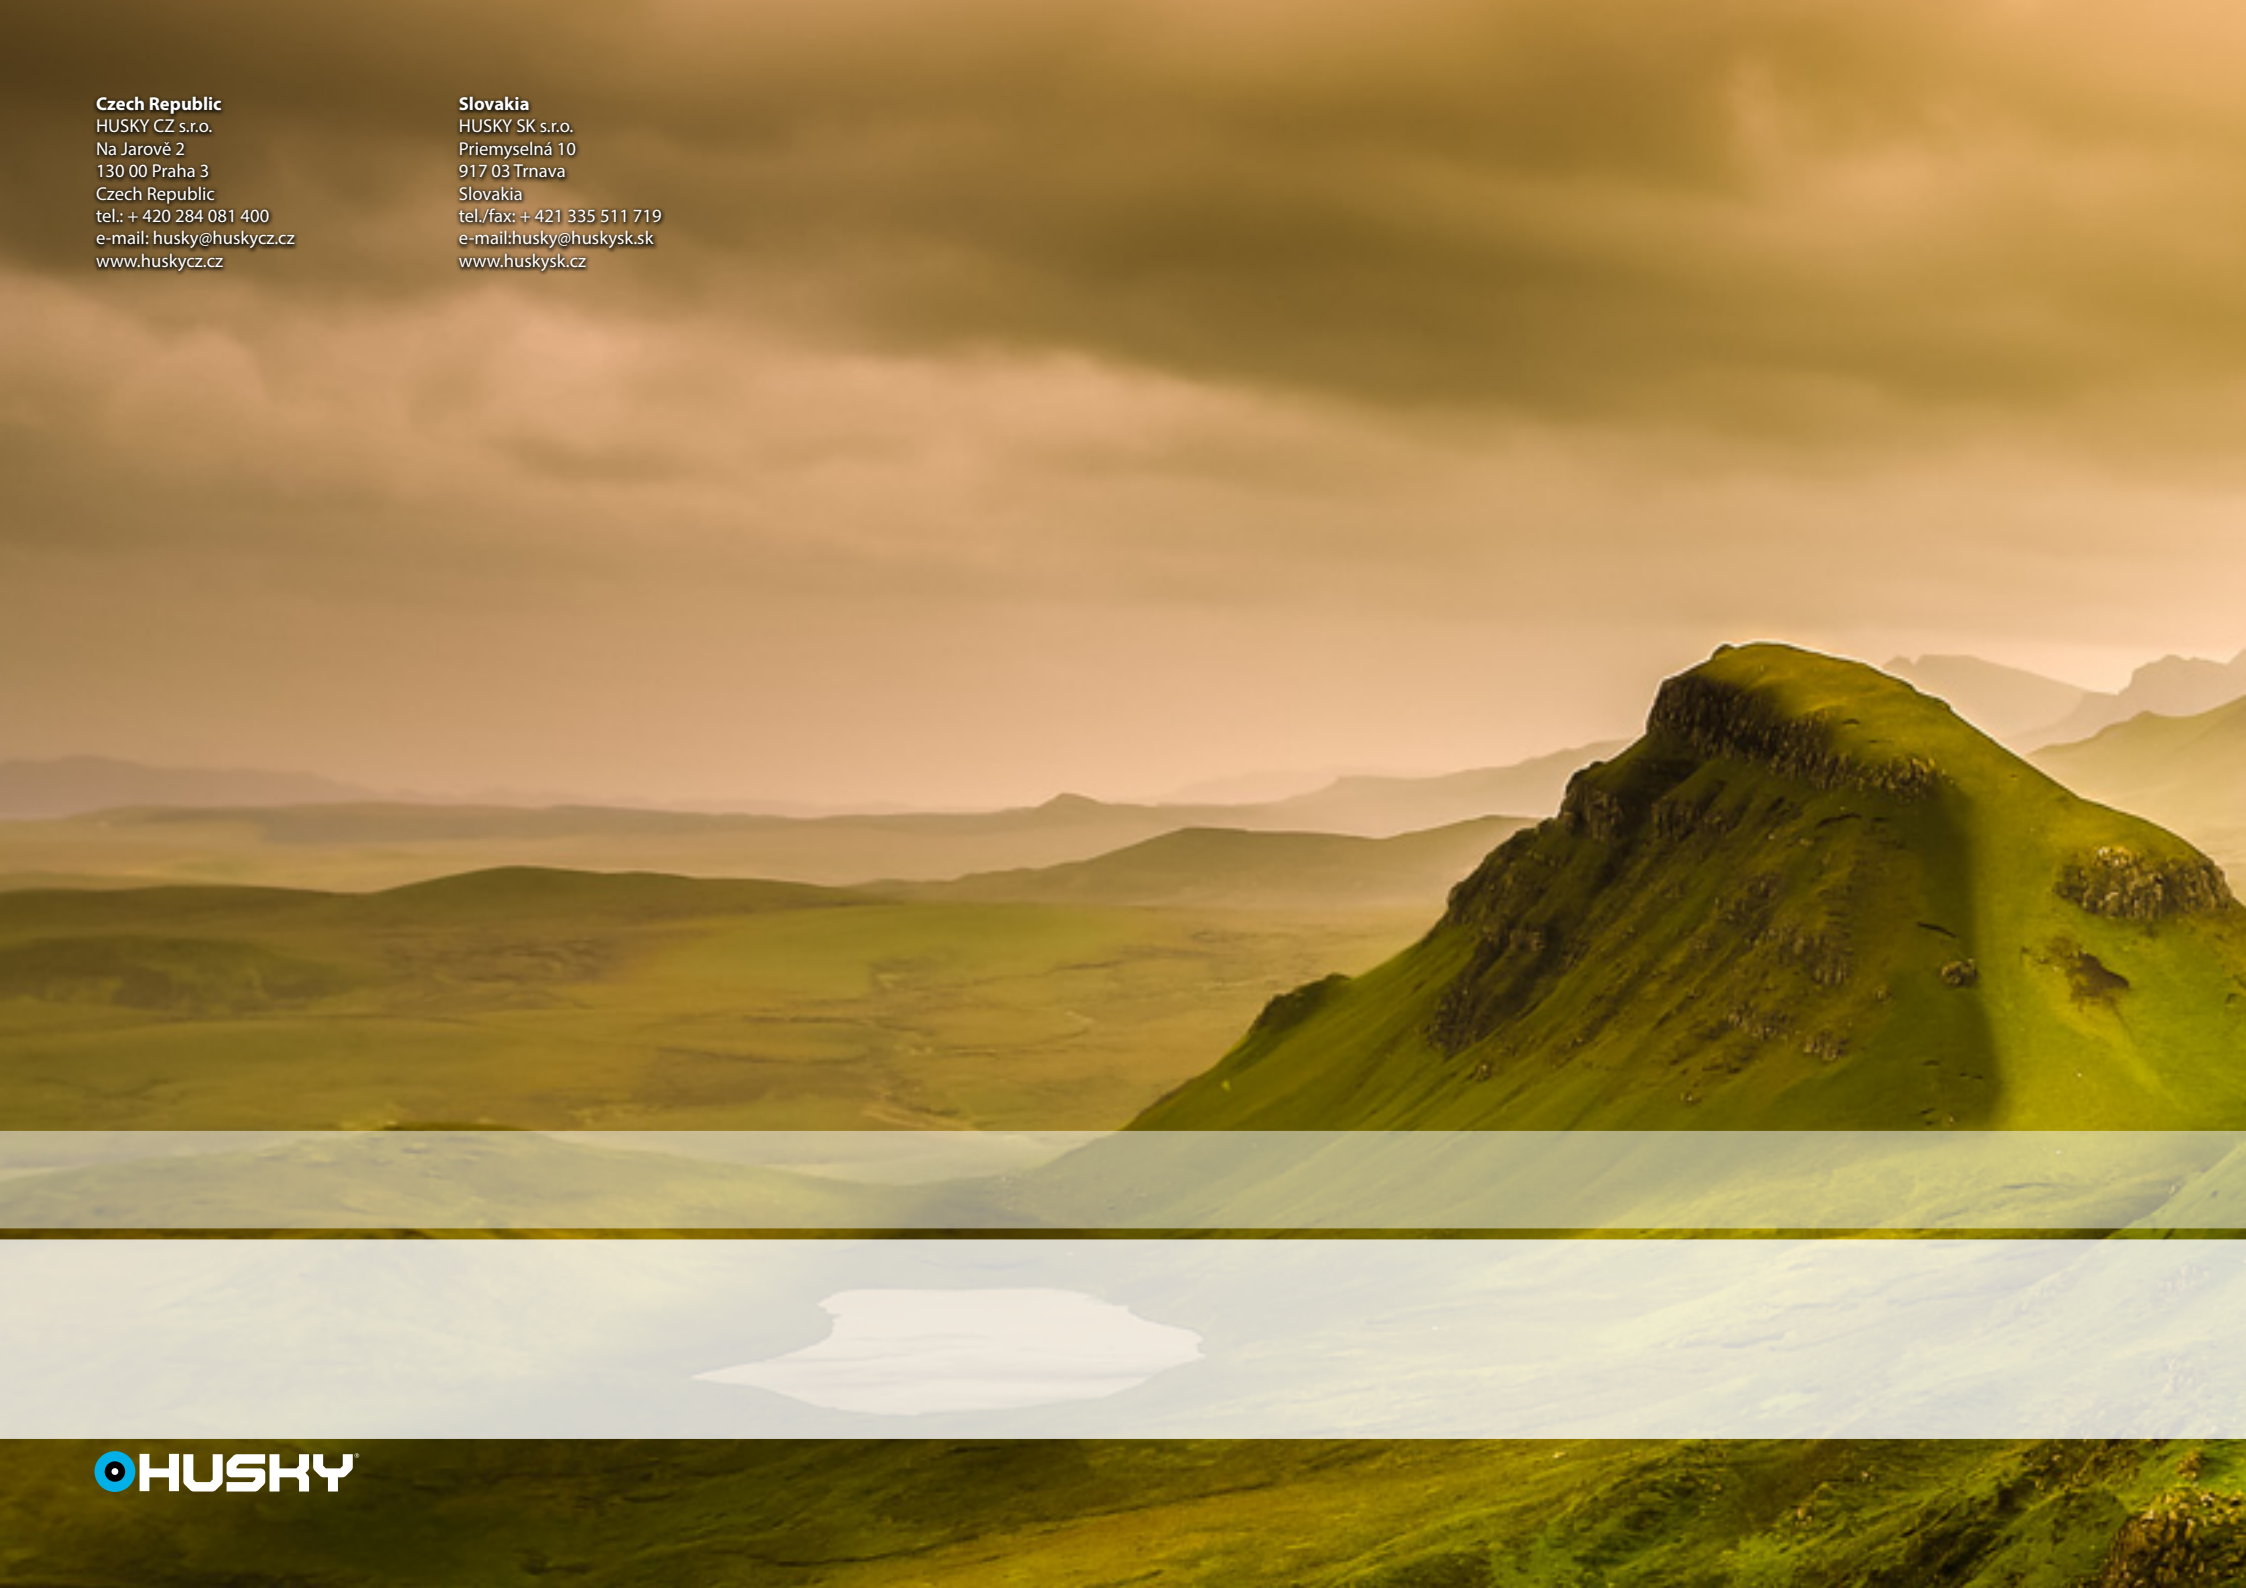 Czech Republic
HUSKY CZ s.r.o.
Na Jarově 2
130 00 Praha 3
Czech Republic
tel.: + 420 284 081 400
e-mail: husky@huskycz.cz
www.huskycz.cz
Slovakia
HUSKY SK s.r.o.
Priemyselná 10
917 03 Trnava
Slovakia
tel./fax: + 421 335 511 719
e-mail:husky@huskysk.sk
www.huskysk.cz
HUSKY®